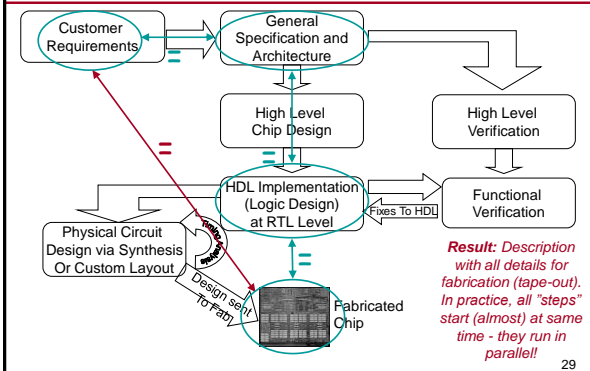 Customer
Requirements
General
Specification and
Architecture
=
=
High Level
Chip Design
High Level
Verification
=
HDL Implementation
(Logic Design)
at RTL Level
Fixes To HDL
Functional
Verification
Physical Circuit
Design via Synthesis
Or Custom Layout
Timing Analysis
=
Design sent
To Fab
Fabricated
Chip
Result: Description
with all details for
fabrication (tape-out).
In practice, all ”steps”
start (almost) at same
time - they run in
parallel!
29